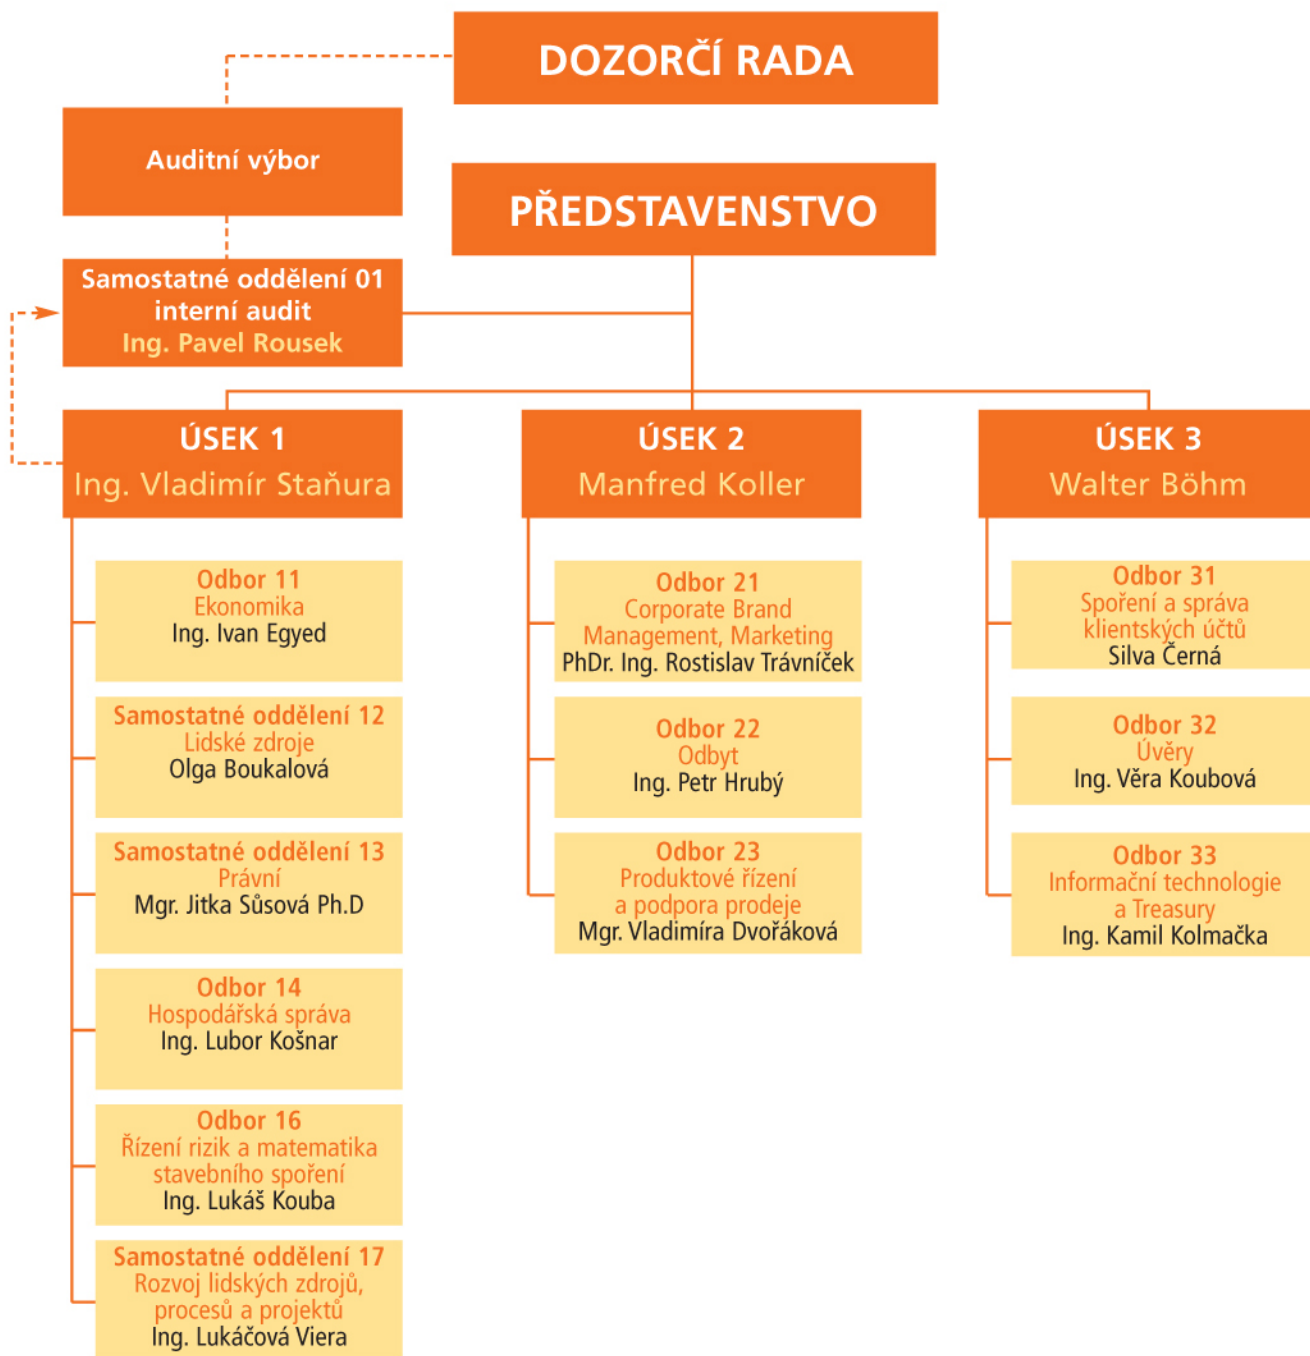 DOZORČÍ RADA
Auditní výbor
PŘEDSTAVENSTVO
Samostatné oddělení 01
interní audit
Ing. Pavel Rousek
ÚSEK 1
Ing. Vladimír Staňura
Odbor 11
Ekonomika
Ing. Ivan Egyed
Samostatné oddělení 12
Lidské zdroje
Olga Boukalová
Samostatné oddělení 13
Právní
Mgr. Jitka Sůsová Ph.D
Odbor 14
Hospodářská správa
Ing. Lubor Košnar
Odbor 16
Řízení rizik a matematika
stavebního spoření
Ing. Lukáš Kouba
Samostatné oddělení 17
Rozvoj lidských zdrojů,
procesů a projektů
Ing. Lukáčová Viera
ÚSEK 2
Manfred Koller
Odbor 21
Corporate Brand
Management, Marketing
PhDr. Ing. Rostislav Trávníček
Odbor 22
Odbyt
Ing. Petr Hrubý
Odbor 23
Produktové řízení
a podpora prodeje
Mgr. Vladimíra Dvořáková
ÚSEK 3
Walter Böhm
Odbor 31
Spoření a správa
klientských účtů
Silva Černá
Odbor 32
Úvěry
Ing. Věra Koubová
Odbor 33
Informační technologie
a Treasury
Ing. Kamil Kolmačka